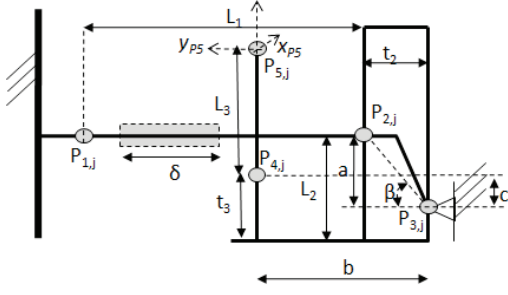 L1
yP5
xP5
t2
P5,j
L3
P2,j
P1,j
P4,j
a
δ
t3
L2
β
c
P3,j
b